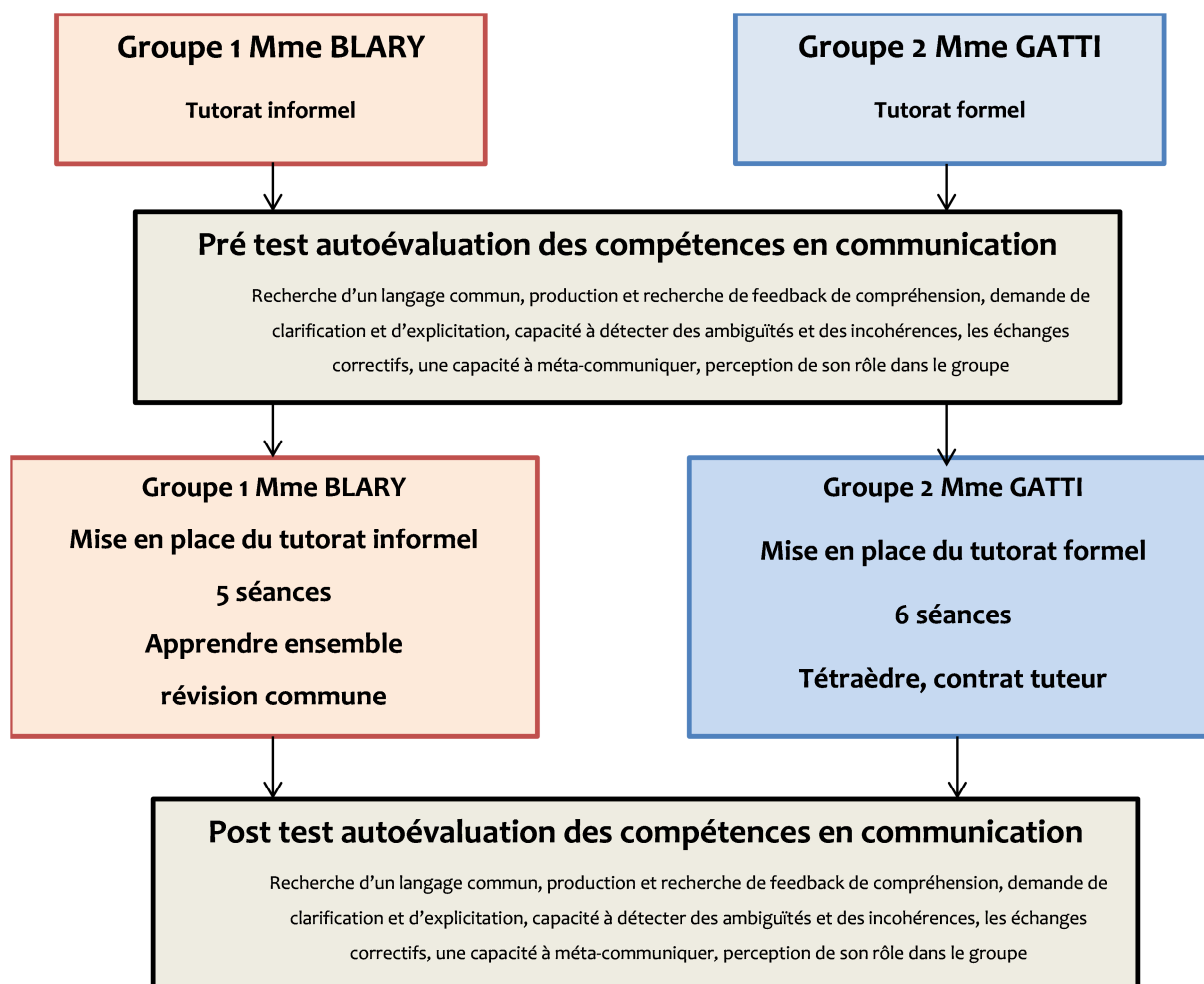 Groupe 1 Mme BLARY
Tutorat informel
Groupe 2 Mme GATTI
Tutorat formel
Pré test autoévaluation des compétences en communication
Recherche d’un langage commun, production et recherche de feedback de compréhension, demande de
clarification et d’explicitation, capacité à détecter des ambiguïtés et des incohérences, les échanges
correctifs, une capacité à méta-communiquer, perception de son rôle dans le groupe
Groupe 1 Mme BLARY
Mise en place du tutorat informel
5 séances
Apprendre ensemble
révision commune
Groupe 2 Mme GATTI
Mise en place du tutorat formel
6 séances
Tétraèdre, contrat tuteur
Post test autoévaluation des compétences en communication
Recherche d’un langage commun, production et recherche de feedback de compréhension, demande de
clarification et d’explicitation, capacité à détecter des ambiguïtés et des incohérences, les échanges
correctifs, une capacité à méta-communiquer, perception de son rôle dans le groupe